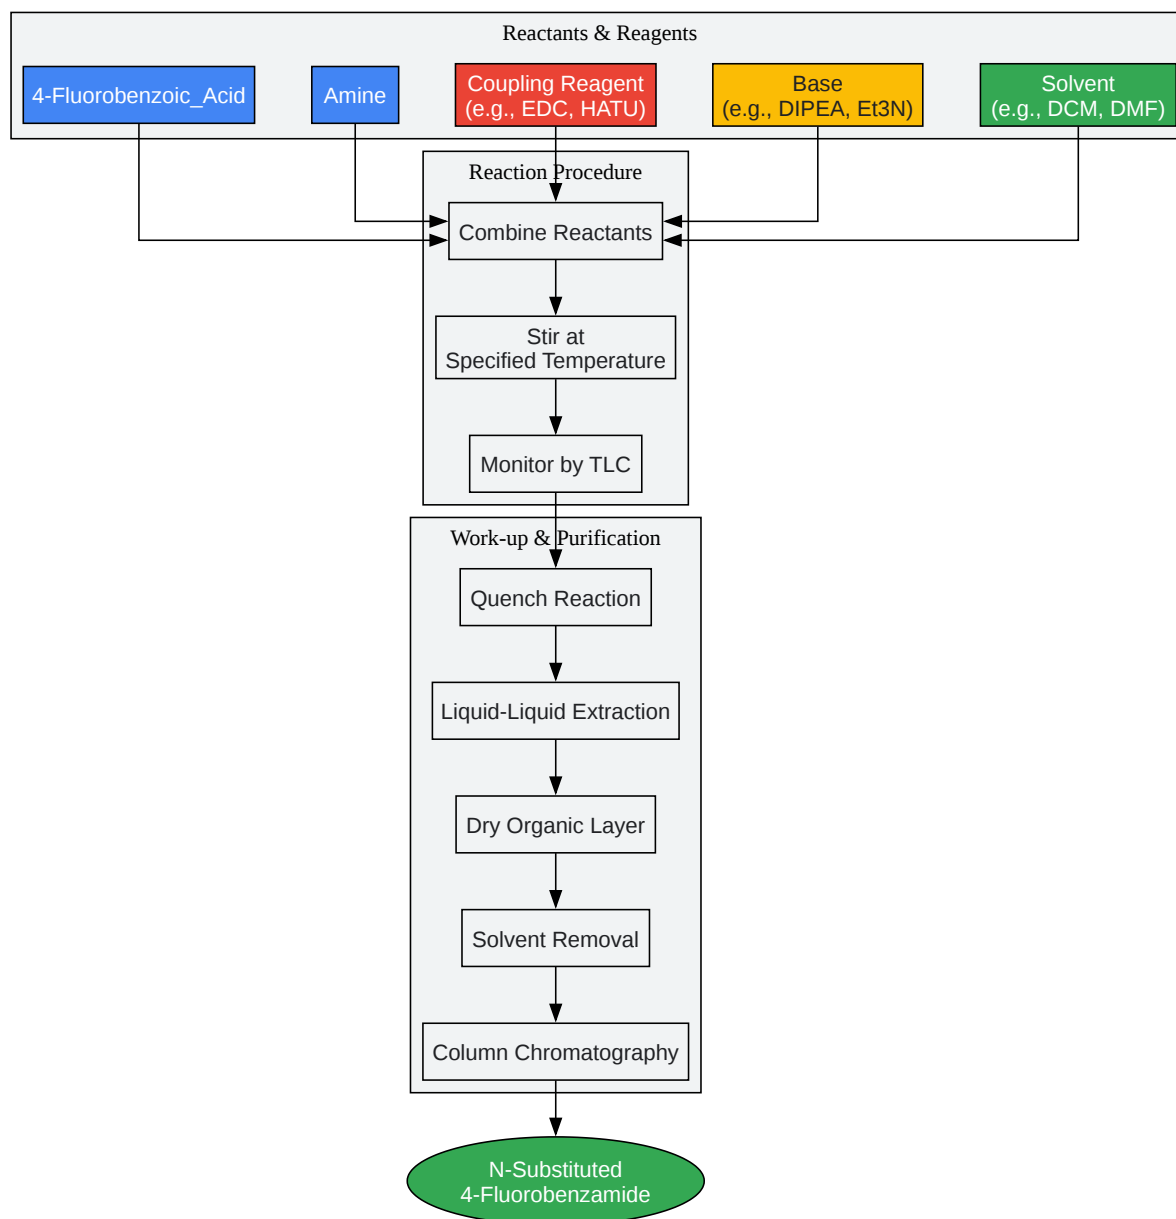 Reactants & Reagents
4-Fluorobenzoic_Acid
Amine
Coupling Reagent
(e.g., EDC, HATU)
Base
(e.g., DIPEA, Et3N)
Solvent
(e.g., DCM, DMF)
Reaction Procedure
Combine Reactants
Stir at
Specified Temperature
Monitor by TLC
Work-up & Purification
Quench Reaction
Liquid-Liquid Extraction
Dry Organic Layer
Solvent Removal
Column Chromatography
N-Substituted
4-Fluorobenzamide